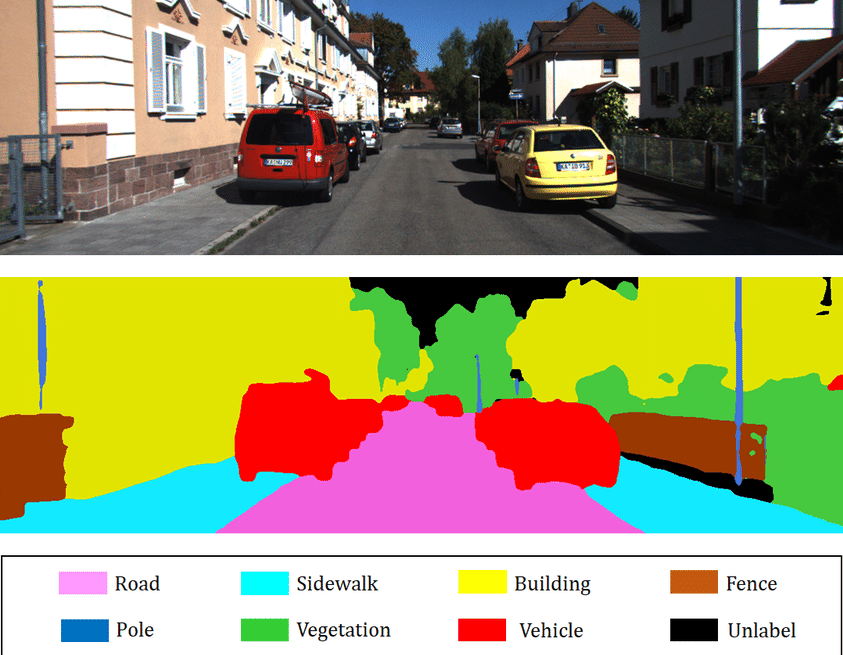 Road Sidewalk Building Fence
Pole Vegetation Vehicle Unlabel